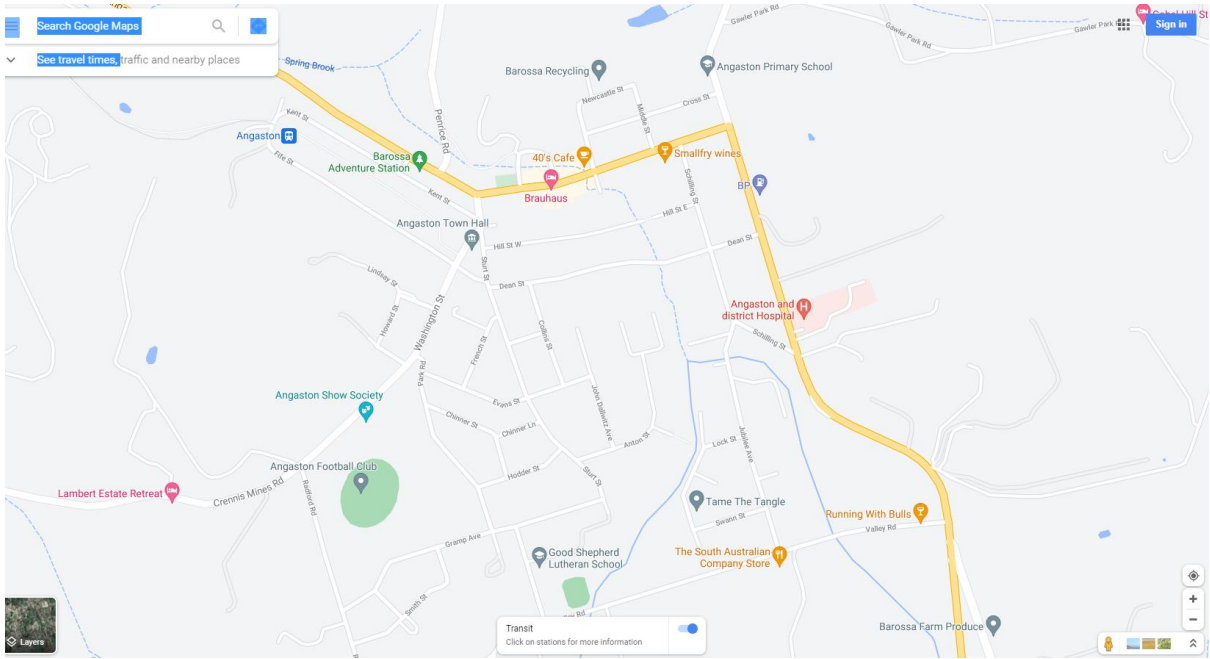 Search Google Maps
See travel times, traffic and nearby places
Sign in
Gawler Park Rd
Gawler Park Rd
Gawler Park
Spring Brook
Barossa Recycling
Angaston Primary School
Newcastle St
Cross St
Middle St
Kent St
Penrice Rd
Angaston
Fife St
Barossa
Adventure Station
40's Cafe
Smallfry wines
Kent St
Brauhaus
Schilling St
BP
Angaston Town Hall
Hill St E
Hill St W
Dean St
Sturt St
Lindsay St
Dean St
Howard St
Washington St
Angaston and
district Hospital
Collins St
French St
Schilling St
Park Rd
Angaston Show Society
Evans St
John Dallwitz Ave
Chinner St
Chinner Ln
Anton St
Lock St
Jubilee Ave
Angaston Football Club
Hodder St
Sturt St
Lambert Estate Retreat
Crennis Mines Rd
Radford Rd
Tame The Tangle
Swann St
Running With Bulls
Valley Rd
Gramp Ave
Good Shepherd
Lutheran School
The South Australian
Company Store
Smith St
Rd
Layers
Transit
Click on stations for more information
Barossa Farm Produce